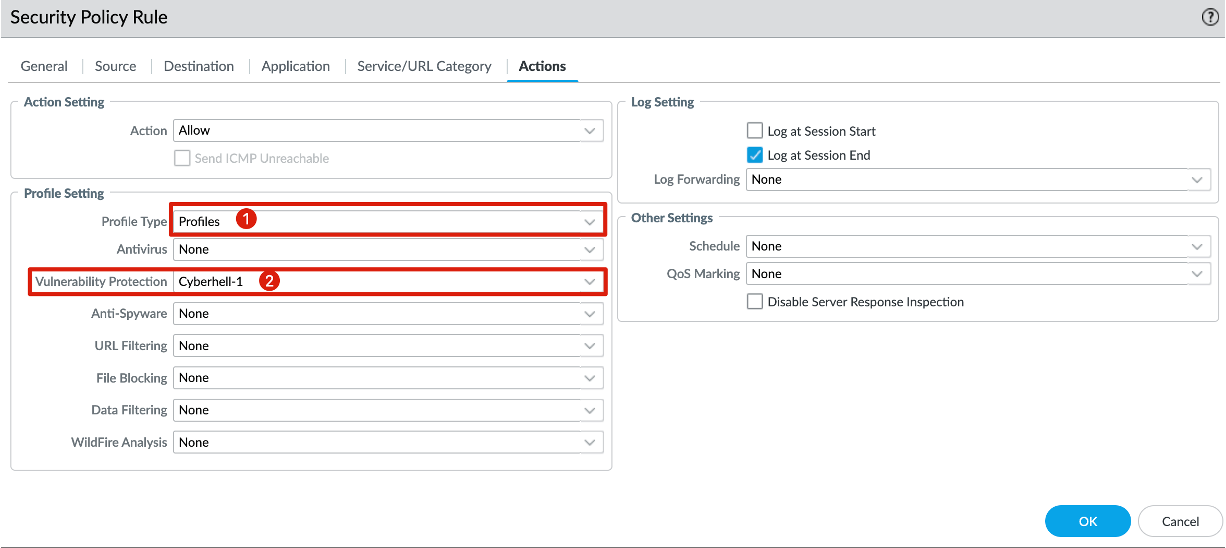 Security Policy Rule
?
General
Source
Destination
Application
Service/URL Category
Actions
Action Setting
Action Allow
Send ICMP Unreachable
Profile Setting
Profile Type Profiles 1
Antivirus None
Vulnerability Protection Cyberhell-1 2
Anti-Spyware None
URL Filtering None
File Blocking None
Data Filtering None
WildFire Analysis None
Log Setting
Log at Session Start
Log at Session End
Log Forwarding None
Other Settings
Schedule None
QoS Marking None
Disable Server Response Inspection
OK
Cancel